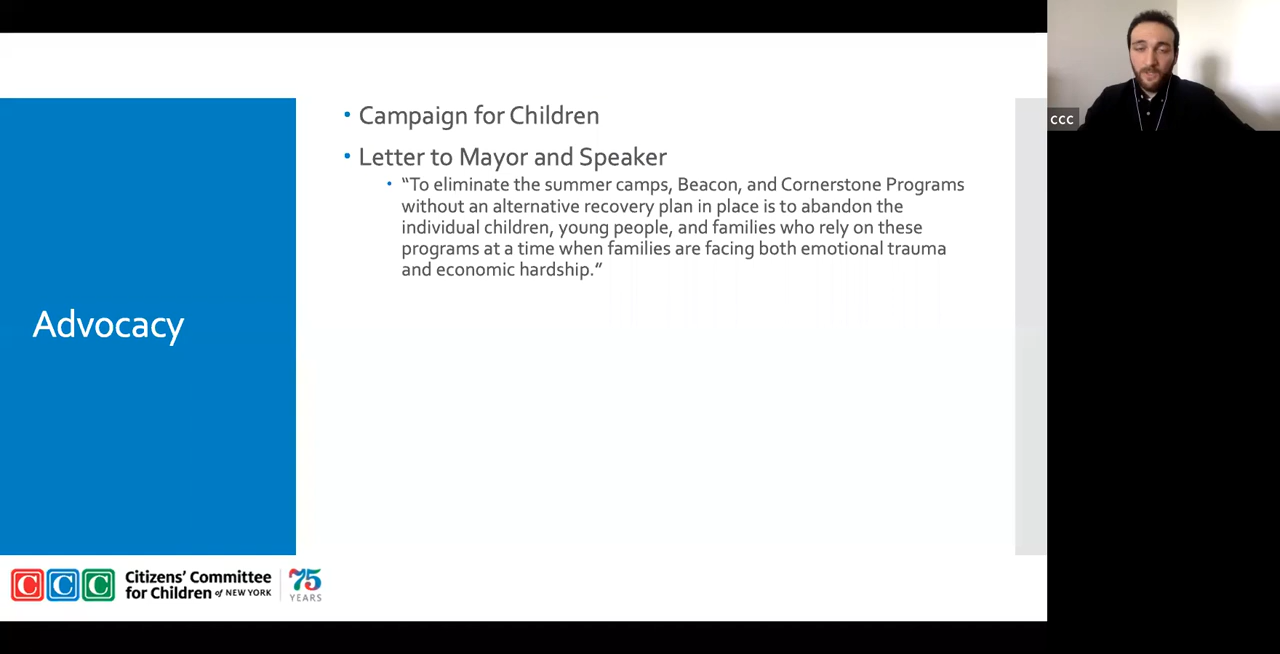 • Campaign for Children
• Letter to Mayor and Speaker
• “To eliminate the summer camps, Beacon, and Cornerstone Programs
without an alternative recovery plan in place is to abandon the
individual children, young people, and families who rely on these
programs at a time when families are facing both emotional trauma
and economic hardship.”
Advocacy
CCC Citizens’ Committee
for Children of NEW YORK
75
YEARS
ccc